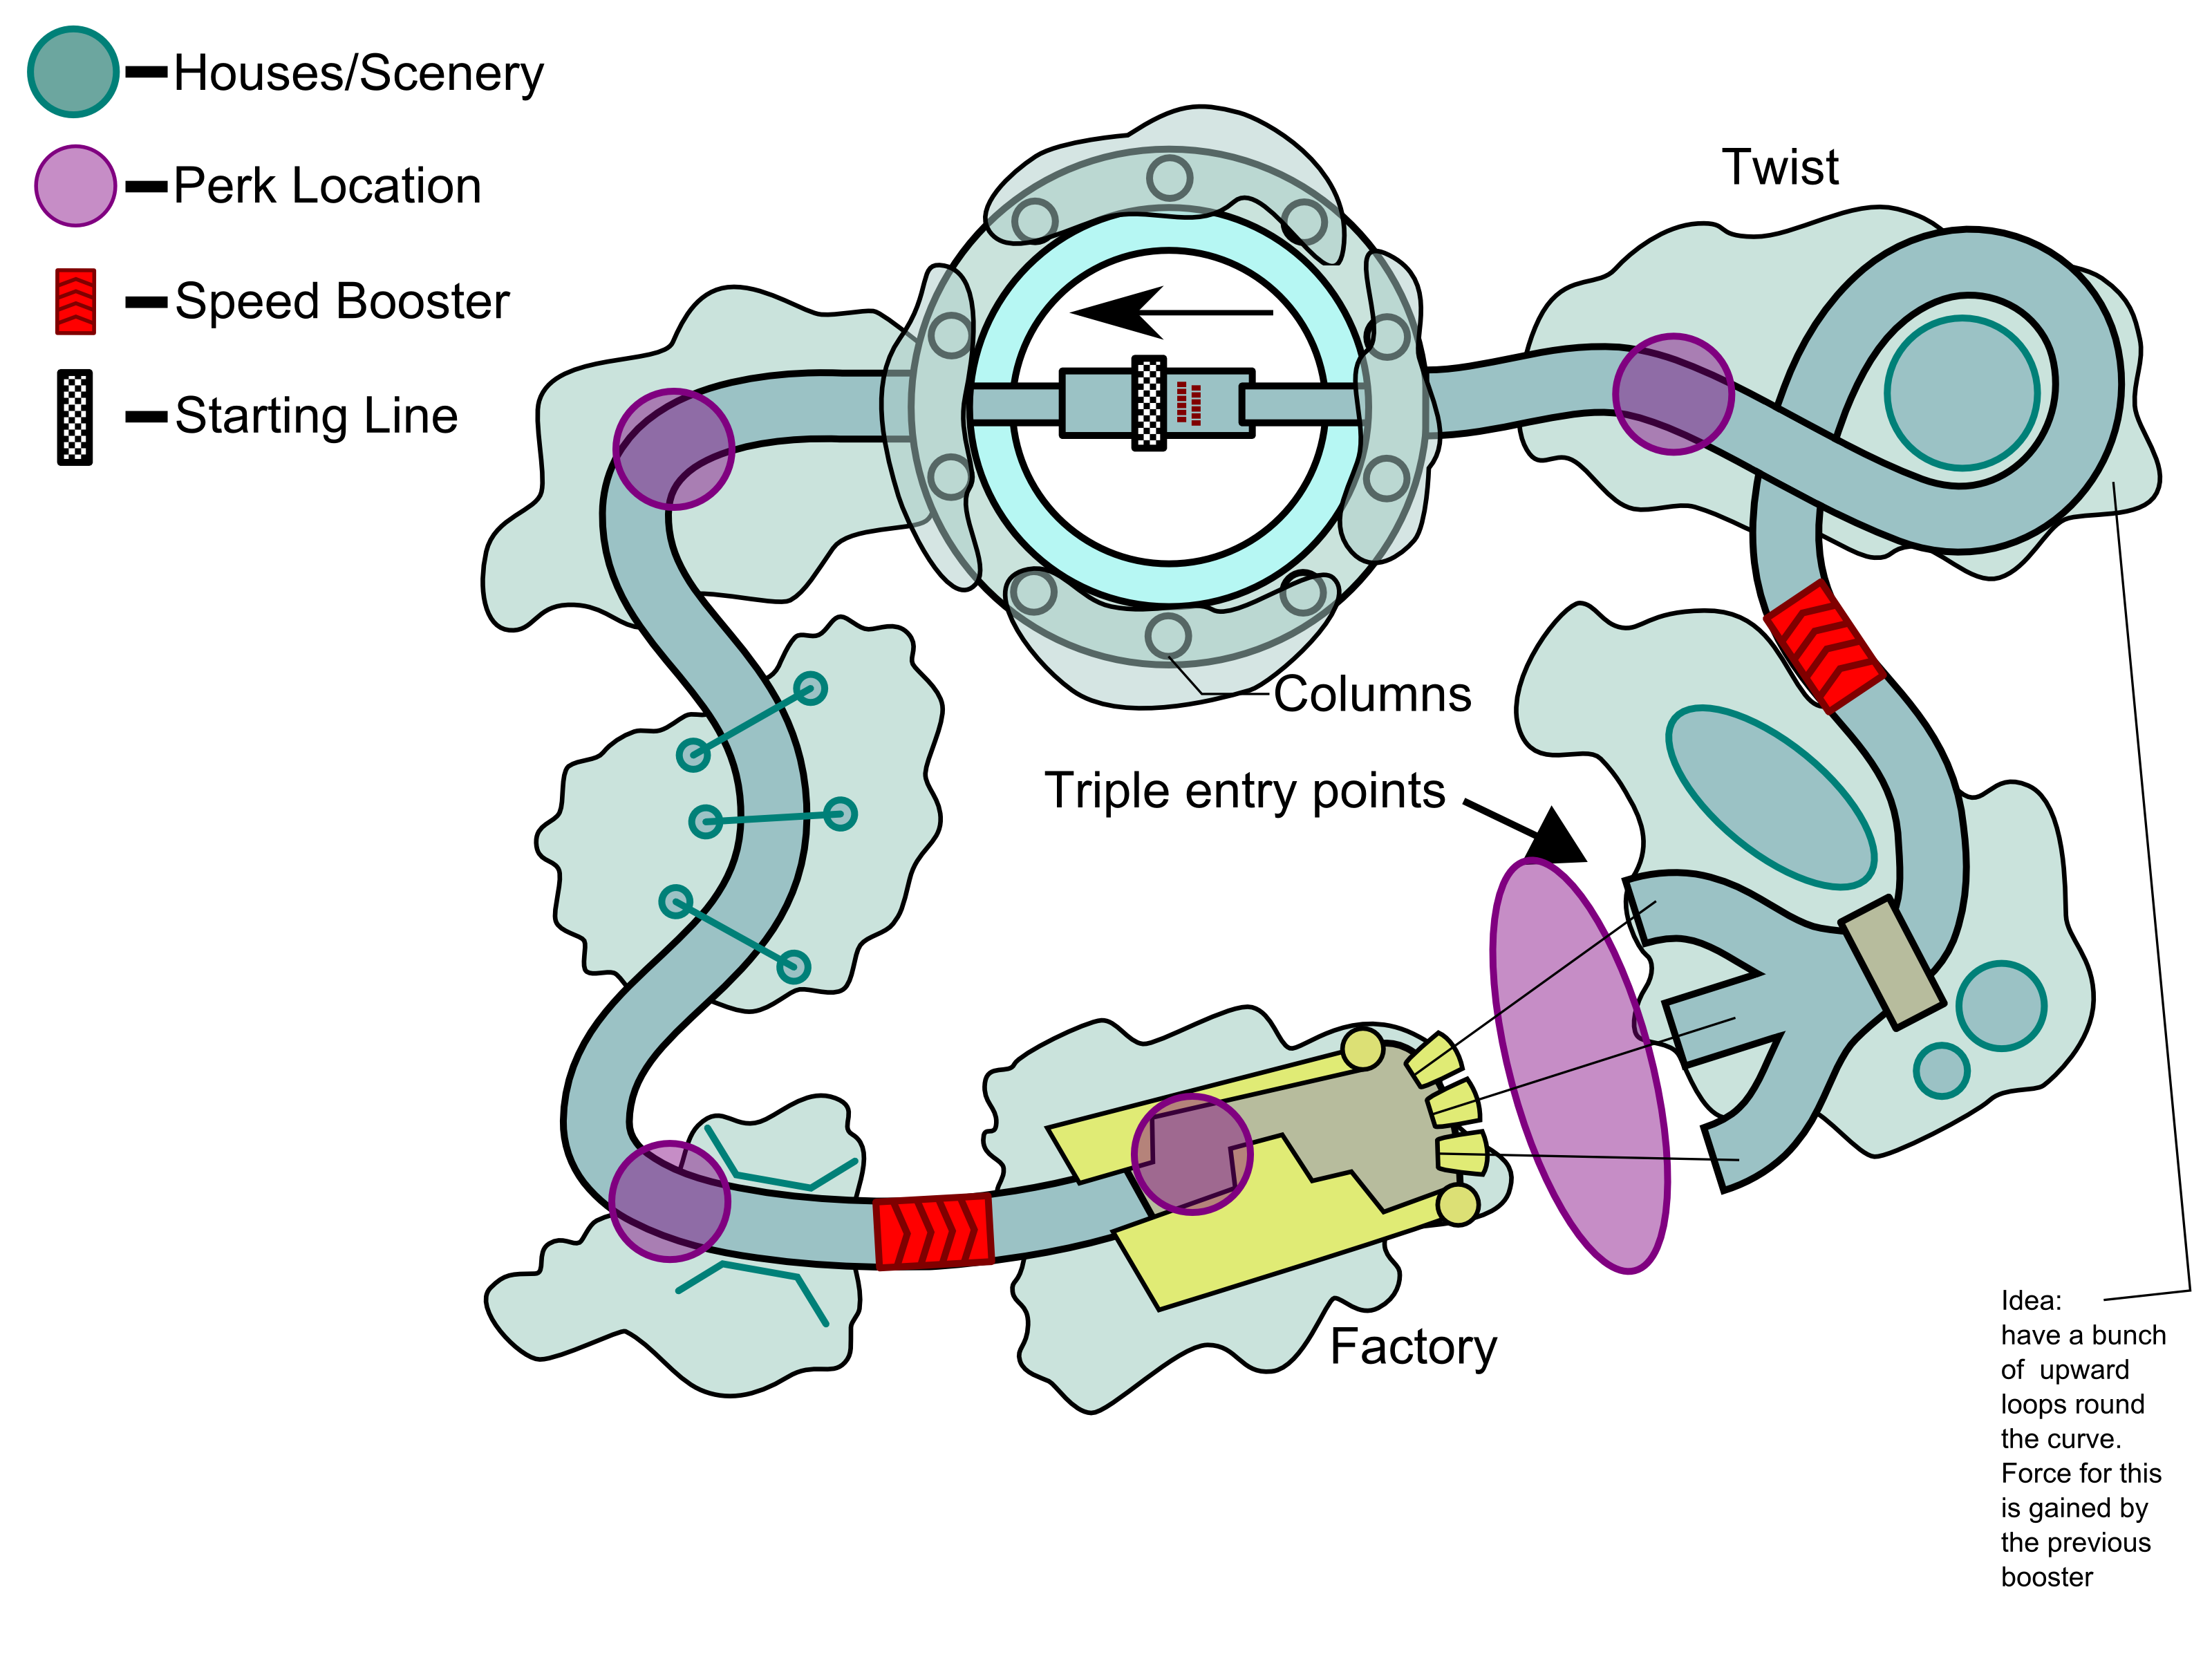 Houses/Scenery
Perk Location
Speed Booster
Starting Line
Twist
Columns
Triple entry points
Factory
Idea:
have a bunch
of  upward
loops round
the curve.
Force for this
is gained by
the previous
booster